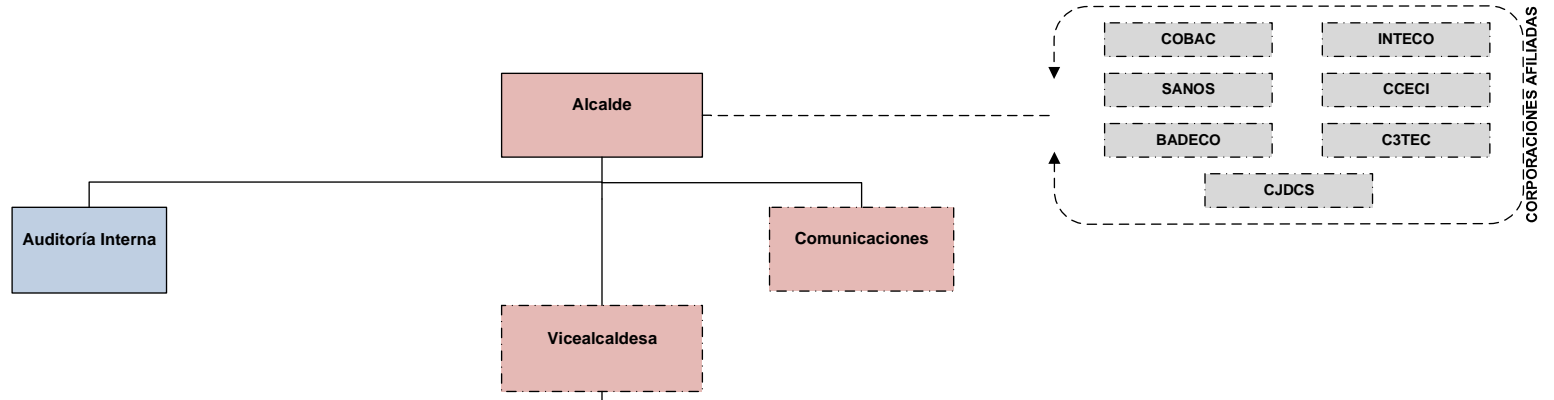 COBAC
INTECO
SANOS
CCECI
BADECO
C3TEC
CJDCS
CORPORACIONES AFILIADAS
Alcalde
Auditoría Interna
Comunicaciones
Vicealcaldesa